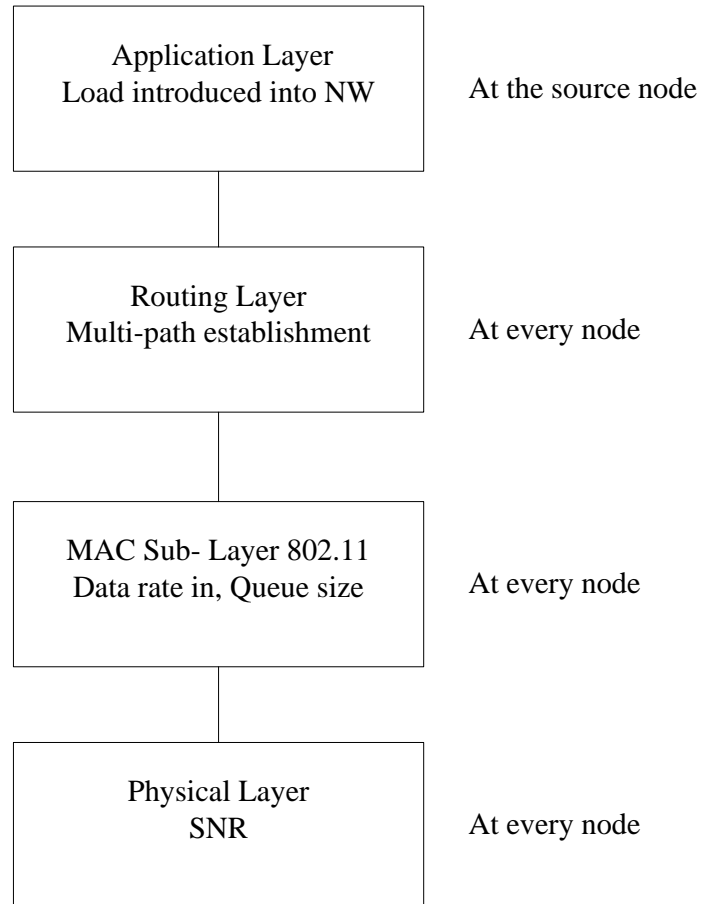 Application Layer
Load introduced into NW
At the source node
Routing Layer
Multi-path establishment
At every node
MAC Sub- Layer 802.11
Data rate in, Queue size
At every node
Physical Layer
SNR
At every node